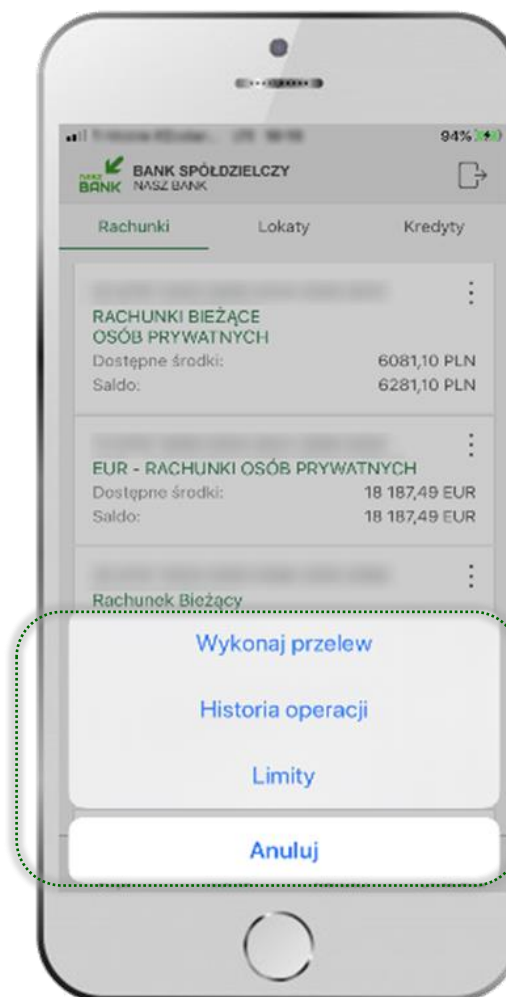 94%
NASZ
BANK
BANK SPÓŁDZIELCZY
NASZ BANK
Rachunki Lokaty Kredyty
RACHUNKI BIEŻĄCE
OSÓB PRYWATNYCH
Dostępne środki: 6081,10 PLN
Saldo: 6281,10 PLN
EUR - RACHUNKI OSÓB PRYWATNYCH
Dostępne środki: 18 187,49 EUR
Saldo: 18 187,49 EUR
Rachunek Bieżący
Wykonaj przelew
Historia operacji
Limity
Anuluj